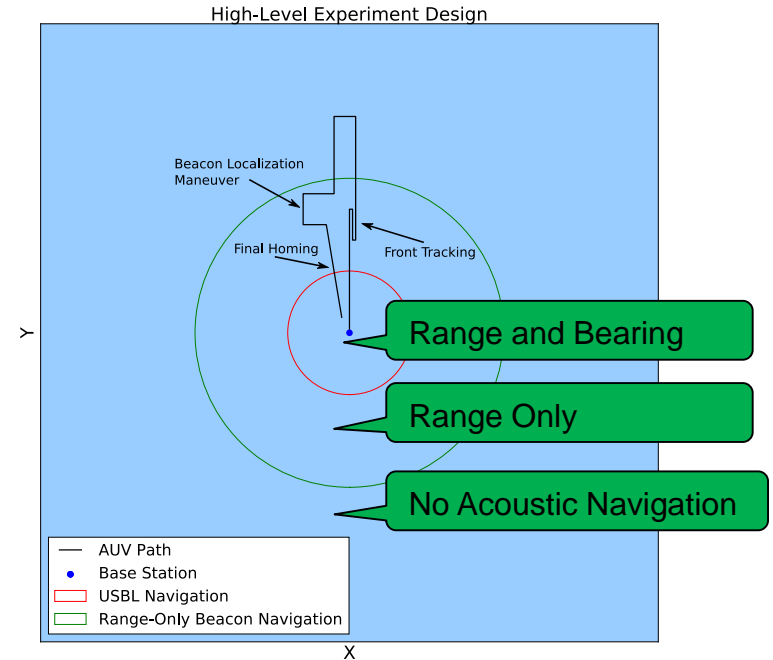 High-Level Experiment Design
Beacon Localization
Maneuver
Final Homing
Front Tracking
Range and Bearing
Range Only
No Acoustic Navigation
Y
AUV Path
Base Station
USBL Navigation
Range-Only Beacon Navigation
X